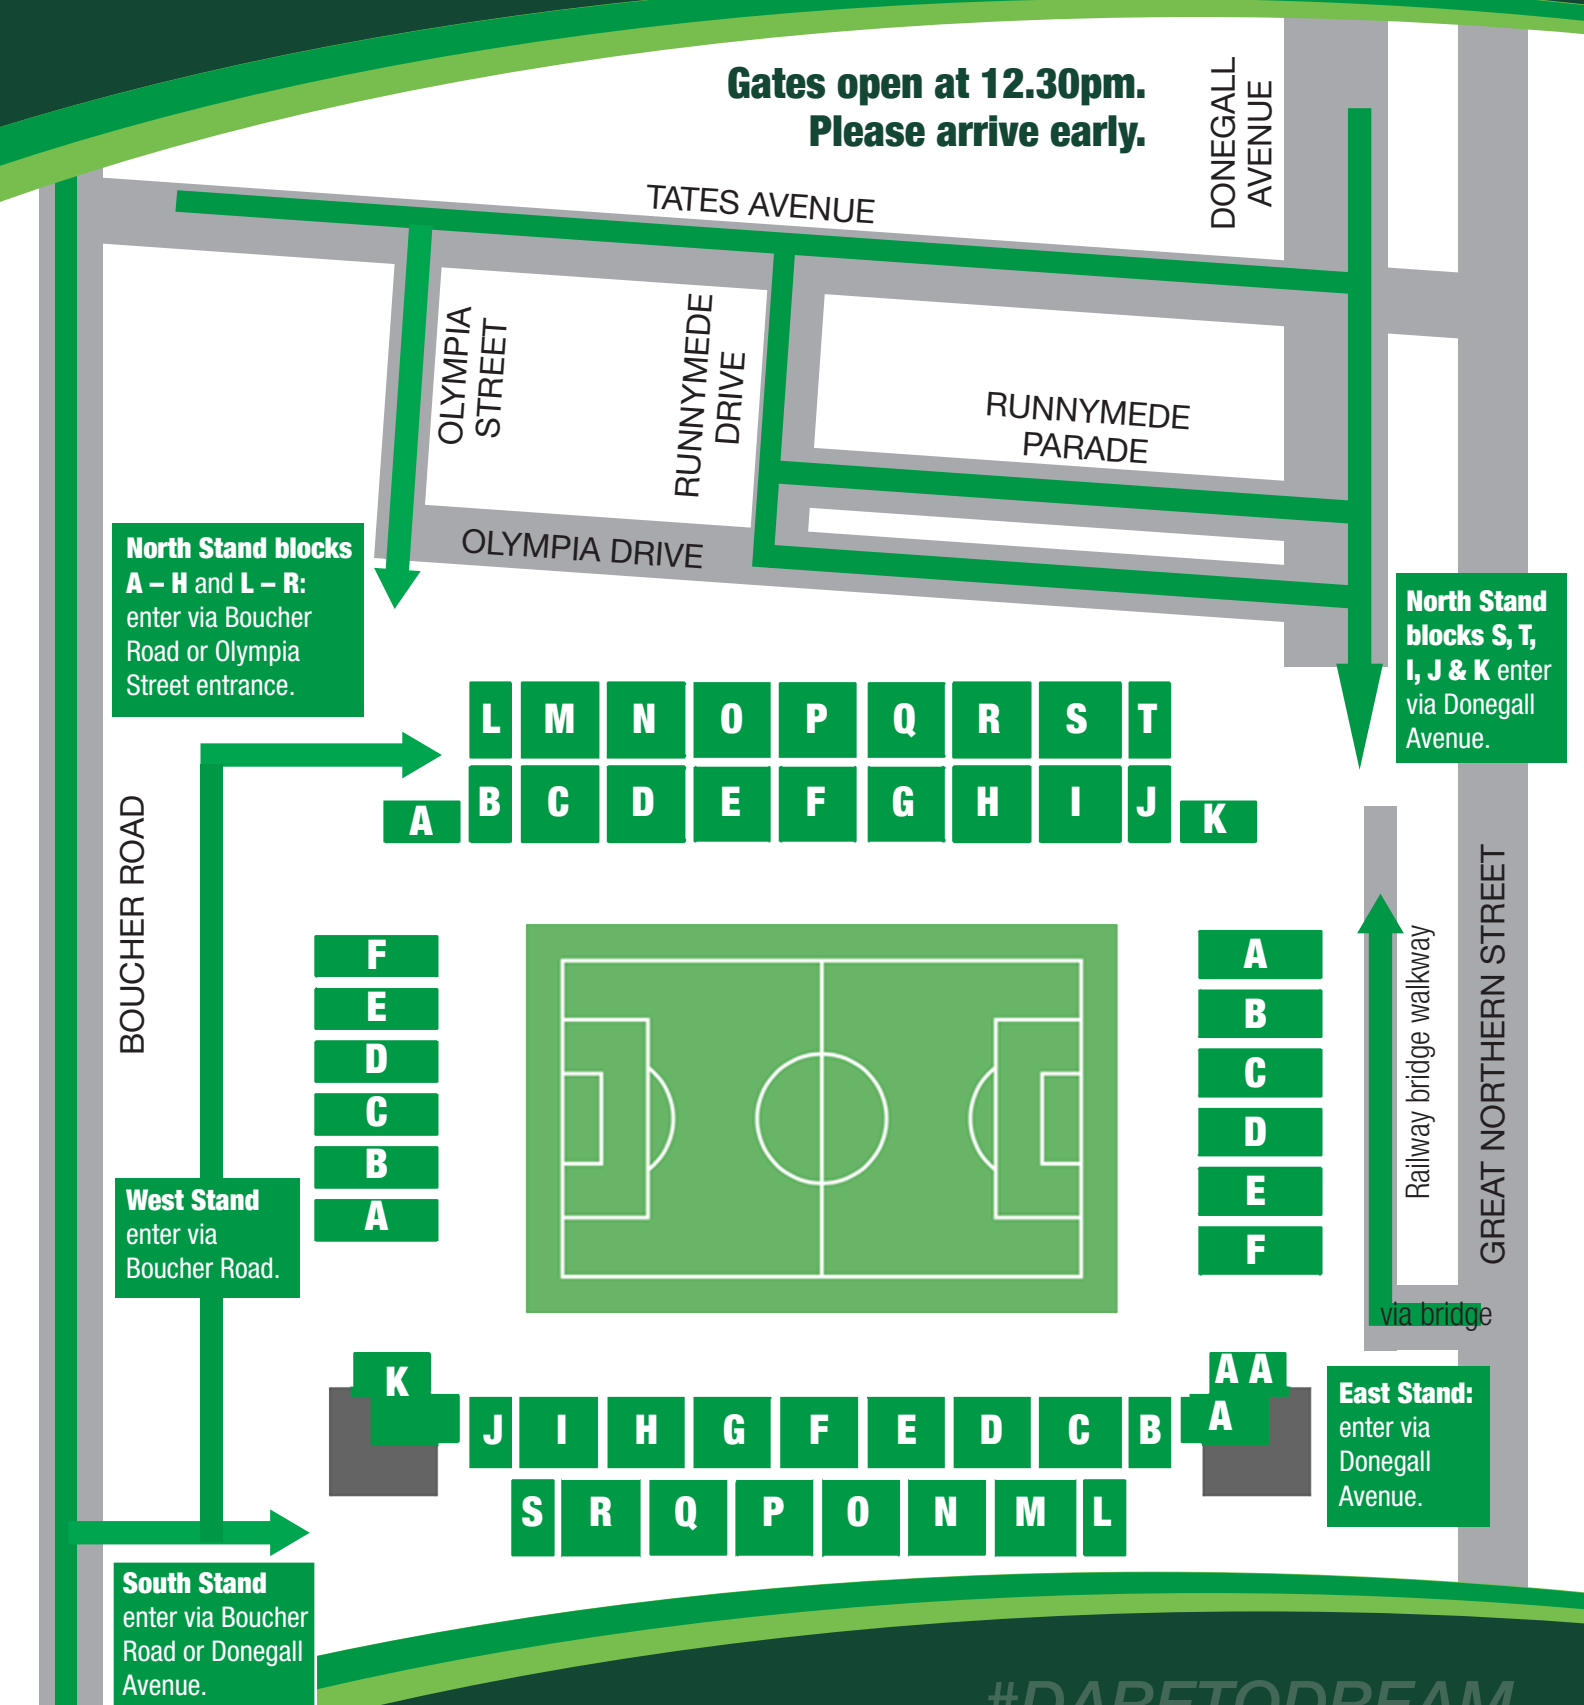 Gates open at 12.30pm.
Please arrive early.
DONEGALL
AVENUE
TATES AVENUE
OLYMPIA
STREET
RUNNYMEDE
DRIVE
RUNNYMEDE
PARADE
OLYMPIA DRIVE
North Stand blocks
A – H and L – R:
enter via Boucher
Road or Olympia
Street entrance.
North Stand
blocks S, T,
I, J & K enter
via Donegall
Avenue.
L M N O P Q R S T
A B C D E F G H I J K
BOUCHER ROAD
F
E
D
C
B
A
A
B
C
D
E
F
Railway bridge walkway
GREAT NORTHERN STREET
West Stand
enter via
Boucher Road.
via bridge
K
AA
J I H G F E D C B A
S R Q P O N M L
East Stand:
enter via
Donegall
Avenue.
South Stand
enter via Boucher
Road or Donegall
Avenue.
#DARETODREAM